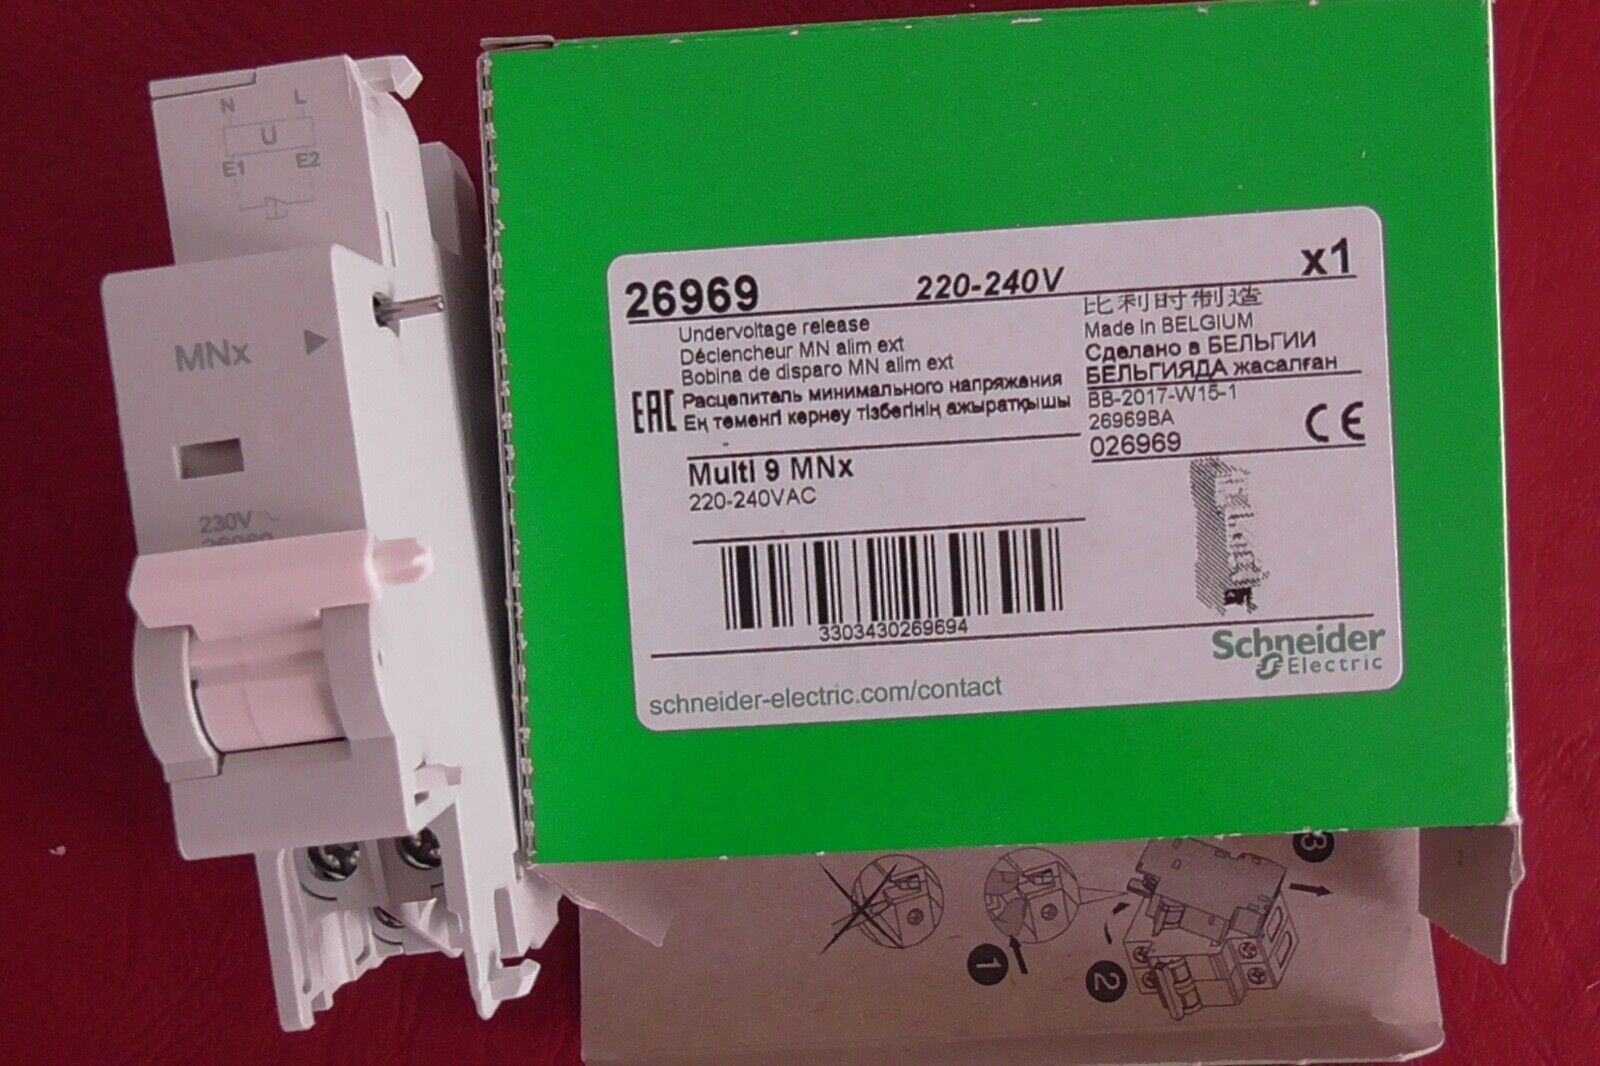 N L
U
E1 E2
MNx
230V~
26969
26969 220-240V x1
Undervoltage release
Déclencheur MN alim ext
Bobina de disparo MN alim ext
EAC Расцепитель минимального напряжения
Ең төменгі кернеу тізбегінің ажыратқышы
比利时制造
Made in BELGIUM
Сделано в БЕЛЬГИИ
БЕЛЬГИЯДА жасалған
BB-2017-W15-1
26969BA
026969
CE
Multi 9 MNx
220-240VAC
3303430269694
Schneider
Electric
schneider-electric.com/contact
3
1
2